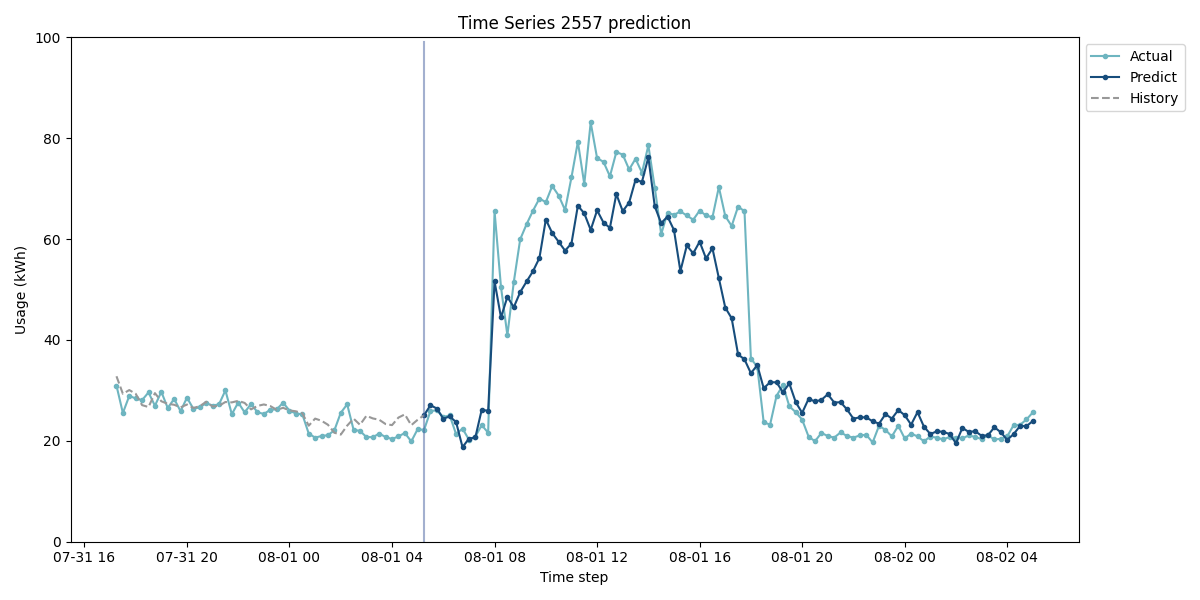 Time Series 2557 prediction
Usage (kWh)
100
80
60
40
20
0
07-31 16
07-31 20
08-01 00
08-01 04
08-01 08
08-01 12
08-01 16
08-01 20
08-02 00
08-02 04
Time step
Actual
Predict
History